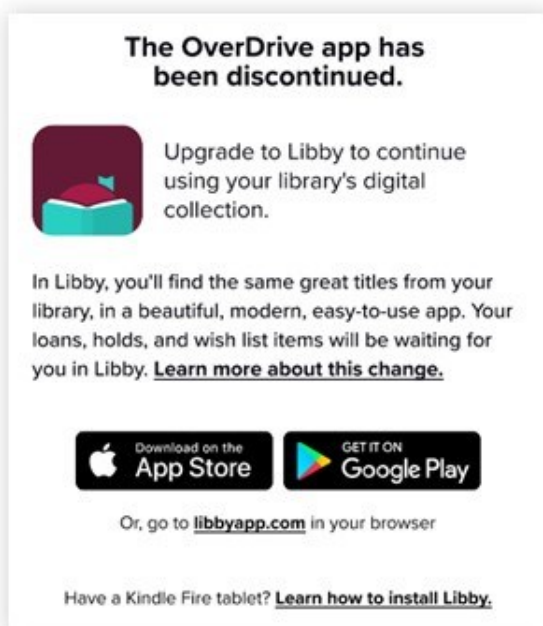 The OverDrive app has
been discontinued.
Upgrade to Libby to continue
using your library's digital
collection.
In Libby, you'll find the same great titles from your
library, in a beautiful, modern, easy-to-use app. Your
loans, holds, and wish list items will be waiting for
you in Libby. Learn more about this change.
Download on the
App Store
GET IT ON
Google Play
Or, go to libbyapp.com in your browser
Have a Kindle Fire tablet? Learn how to install Libby.